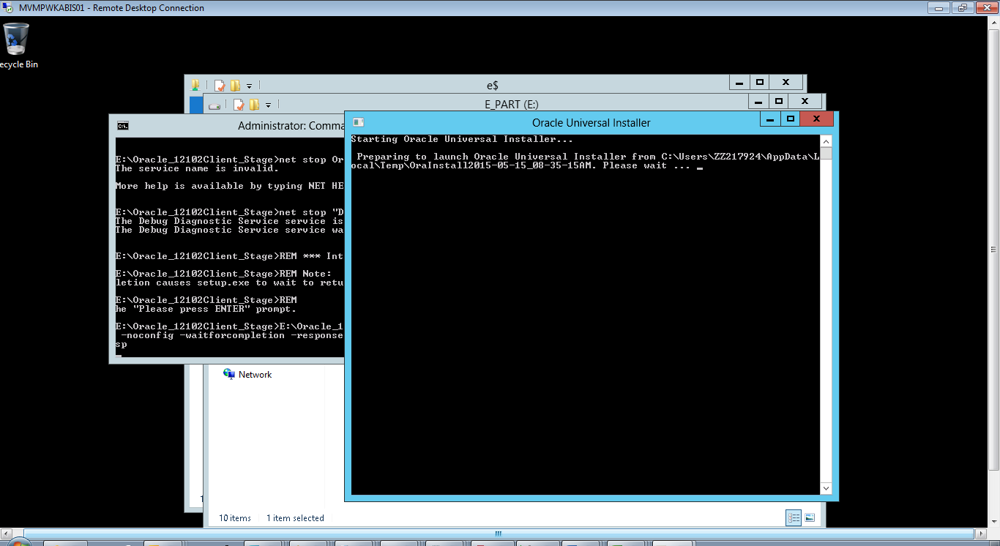 MVMPWKABIS01 - Remote Desktop Connection
ecycle Bin
e$
E_PART (E:)
Administrator: Comma
E:\Oracle_12102Client_Stage>net stop Or
The service name is invalid.
More help is available by typing NET HE
E:\Oracle_12102Client_Stage>net stop "D
The Debug Diagnostic Service service is
The Debug Diagnostic Service service wa
E:\Oracle_12102Client_Stage>REM *** Int
E:\Oracle_12102Client_Stage>REM Note:
letion causes setup.exe to wait to retu
E:\Oracle_12102Client_Stage>REM
he "Please press ENTER" prompt.
E:\Oracle_12102Client_Stage>E:\Oracle_1
-noconfig -waitforcompletion -response
sp
Oracle Universal Installer
Starting Oracle Universal Installer...
Preparing to launch Oracle Universal Installer from C:\Users\ZZ217924\AppData\L
ocal\Temp\OraInstall2015-05-15_08-35-15AM. Please wait ... _
Network
10 items 1 item selected